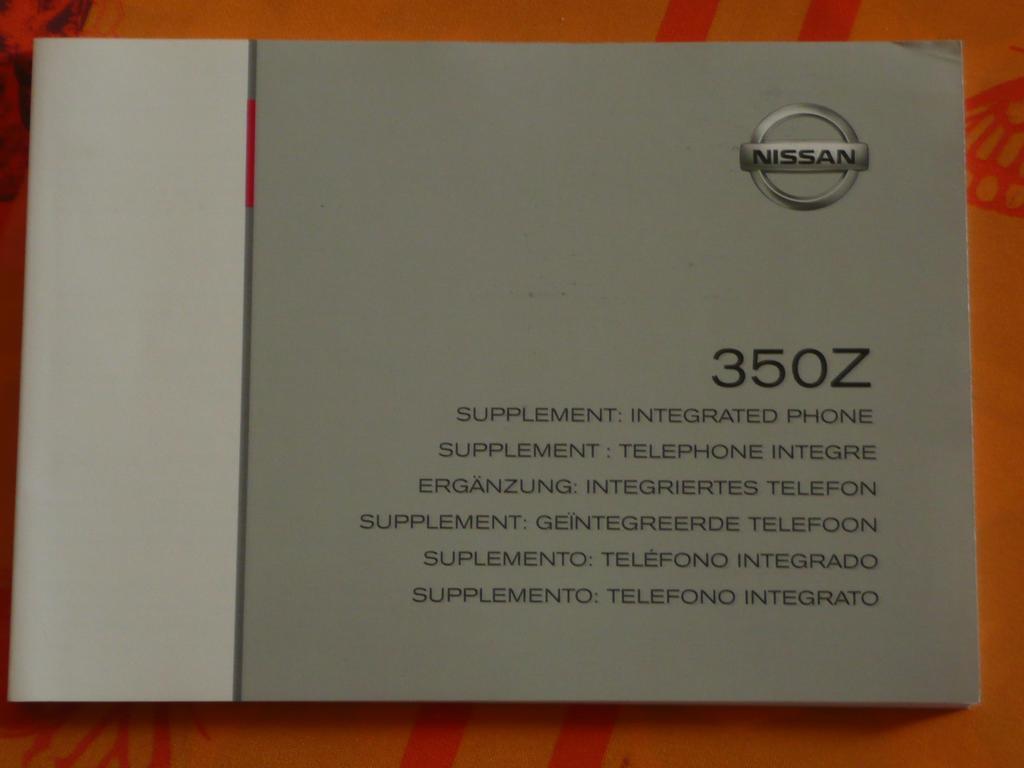 NISSAN
350Z
SUPPLEMENT: INTEGRATED PHONE
SUPPLEMENT : TELEPHONE INTEGRE
ERGÄNZUNG: INTEGRIERTES TELEFON
SUPPLEMENT: GEÏNTEGREERDE TELEFOON
SUPLEMENTO: TELÉFONO INTEGRADO
SUPPLEMENTO: TELEFONO INTEGRATO